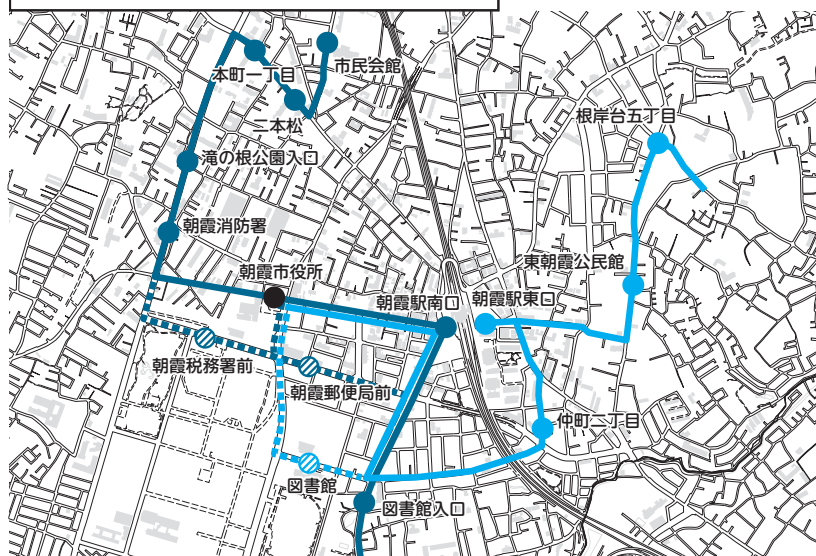 市民会館
本町一丁目
二本松
根岸台五丁目
滝の根公園入口
朝霞消防署
東朝霞公民館
朝霞市役所
朝霞駅南口
朝霞駅東口
朝霞税務署前
朝霞郵便局前
仲町二丁目
図書館
図書館入口